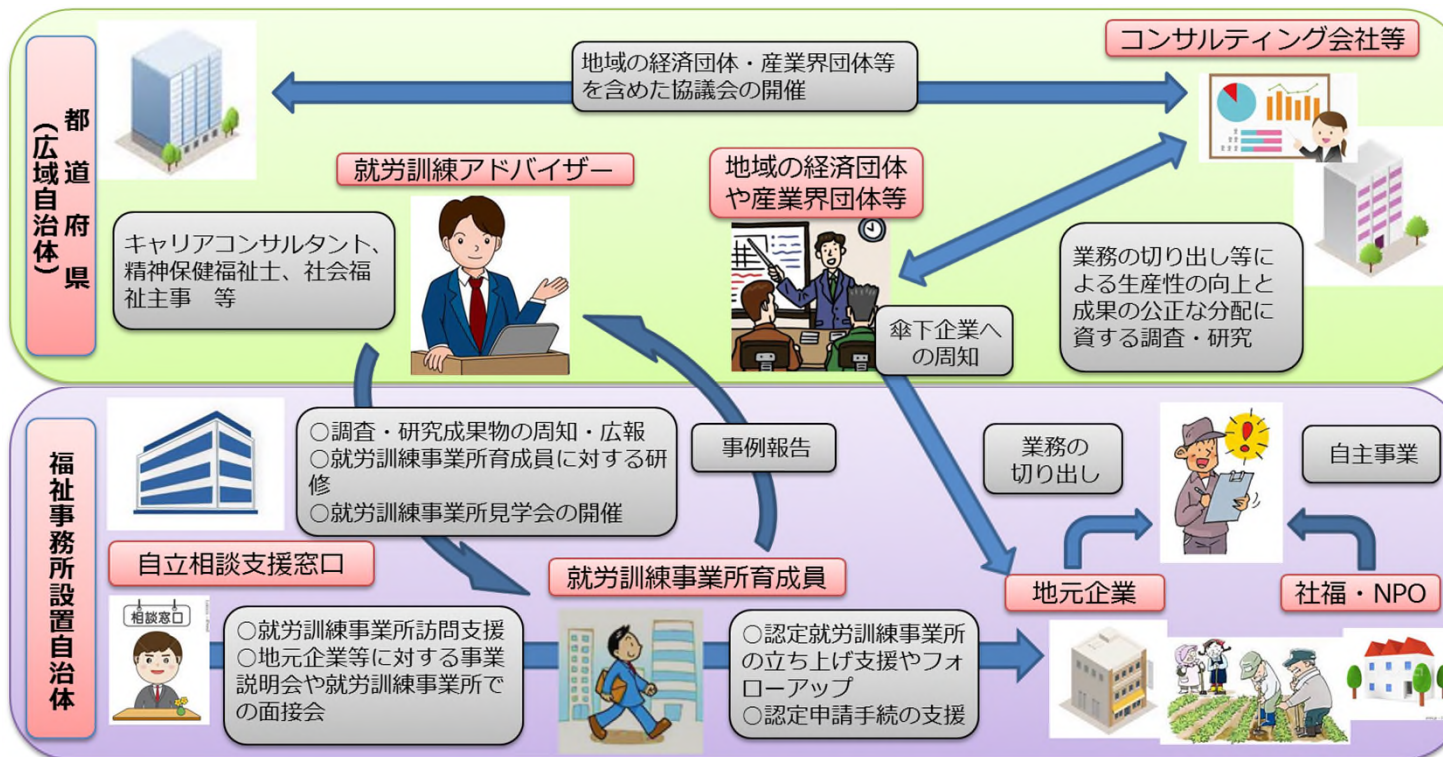 都道府県
(広域自治体)
地域の経済団体・産業界団体等
を含めた協議会の開催
コンサルティング会社等
就労訓練アドバイザー
地域の経済団体
や産業界団体等
キャリアコンサルタント、
精神保健福祉士、社会福
祉主事　等
傘下企業へ
の周知
業務の切り出し等に
よる生産性の向上と
成果の公正な分配に
資する調査・研究
福祉事務所設置自治体
○調査・研究成果物の周知・広報
○就労訓練事業所育成員に対する研
修
○就労訓練事業所見学会の開催
事例報告
業務の
切り出し
自主事業
自立相談支援窓口
就労訓練事業所育成員
地元企業
社福・NPO
相談窓口
○就労訓練事業所訪問支援
○地元企業等に対する事業
説明会や就労訓練事業所で
の面接会
○認定就労訓練事業所
の立ち上げ支援やフォ
ローアップ
○認定申請手続の支援